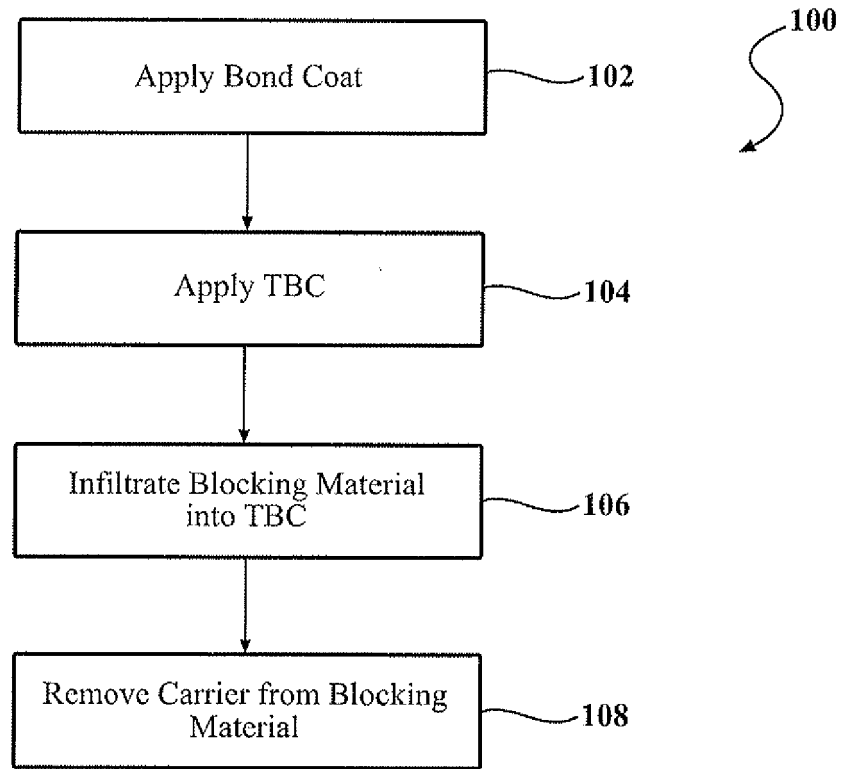 100
Apply Bond Coat
102
Apply TBC
104
Infiltrate Blocking Material
into TBC
106
Remove Carrier from Blocking
Material
108